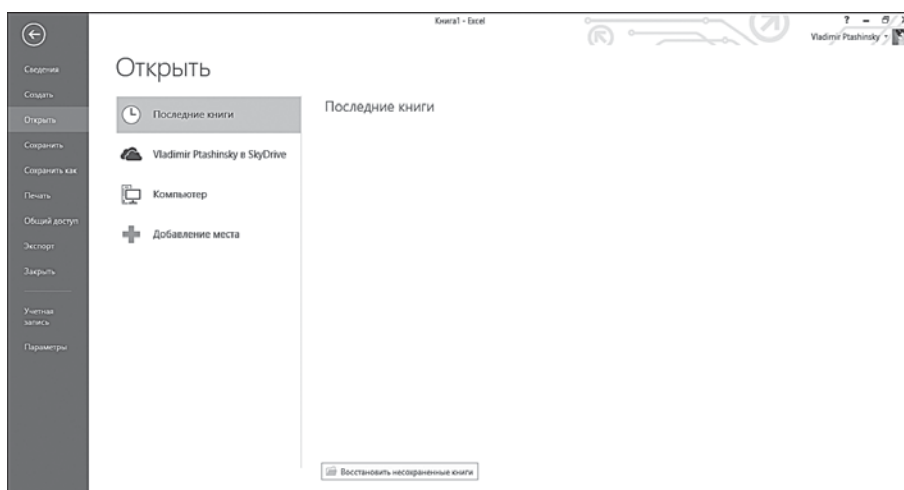 Книга1 - Excel
?
Vladimir Ptashinsky
Сведения
Создать
Открыть
Сохранить
Сохранить как
Печать
Общий доступ
Экспорт
Закрыть
Учетная
запись
Параметры
Открыть
Последние книги
Vladimir Ptashinsky в SkyDrive
Компьютер
Добавление места
Последние книги
Восстановить несохраненные книги